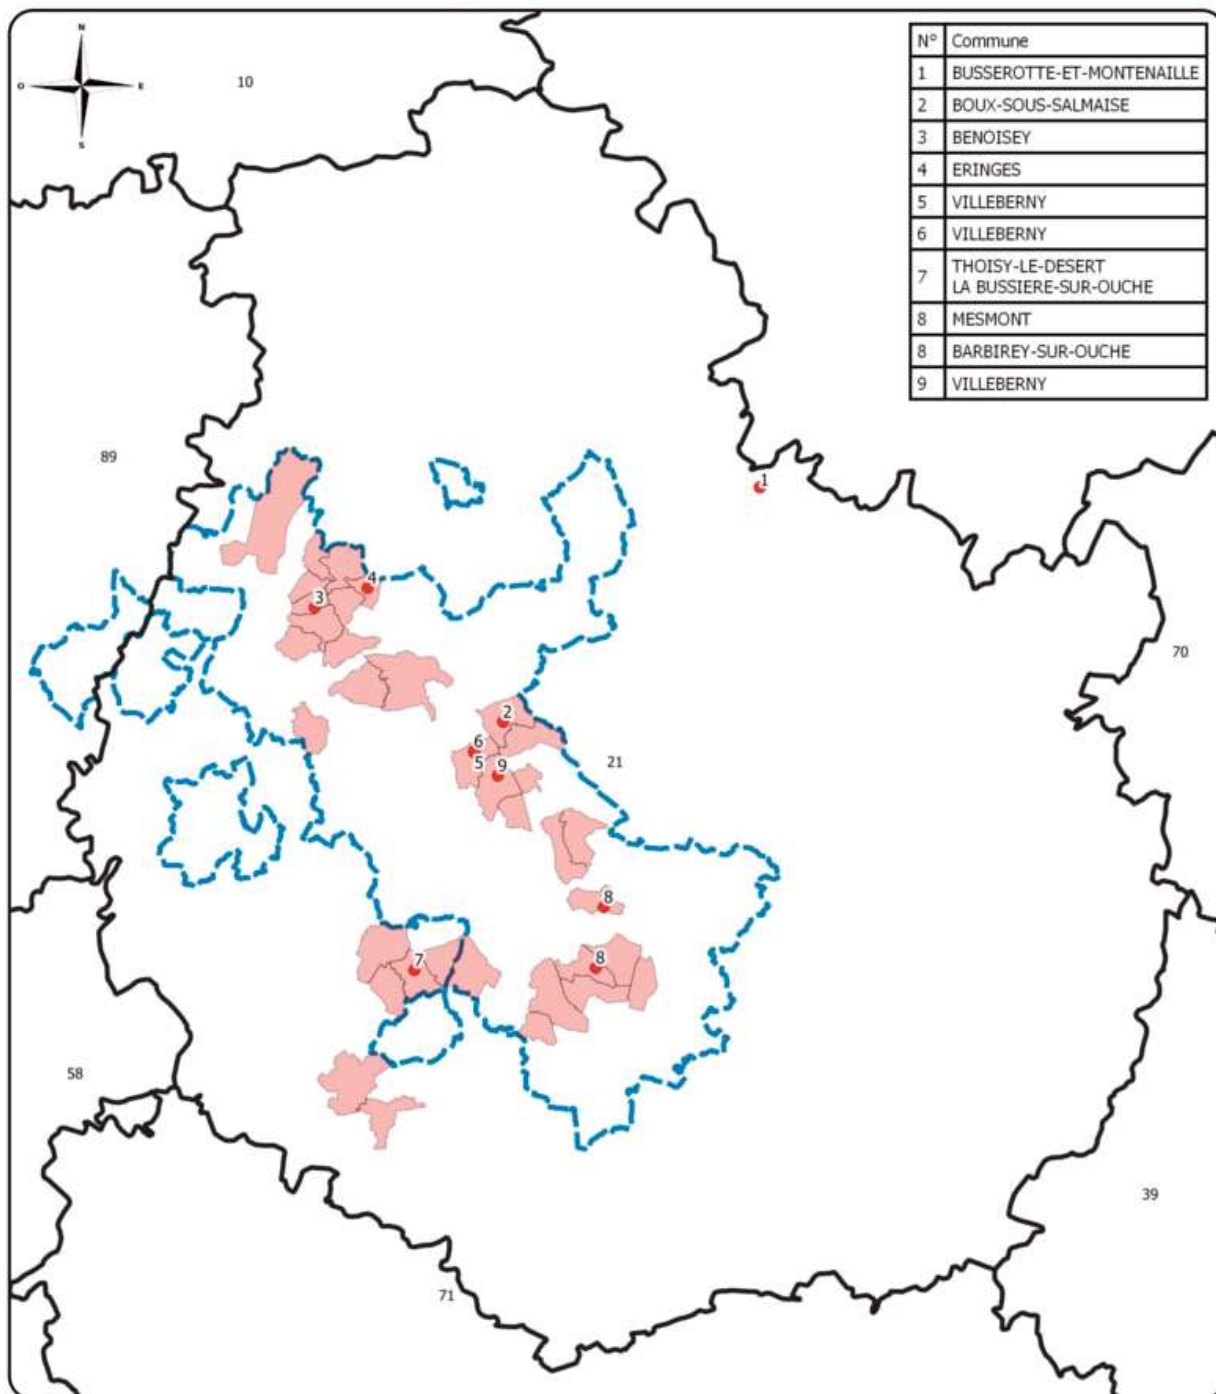 N
O
E
S
10
N° Commune
1 BUSSEROTTE-ET-MONTENAILLE
2 BOUX-SOUS-SALMAISE
3 BENOISEY
4 ERINGES
5 VILLEBERNY
6 VILLEBERNY
7 THOISY-LE-DESERT
LA BUSSIERE-SUR-OUCHE
8 MESMONT
8 BARBIREY-SUR-OUCHE
9 VILLEBERNY
89
1
4
3
70
2
6
5
9
21
8
7
8
58
39
71